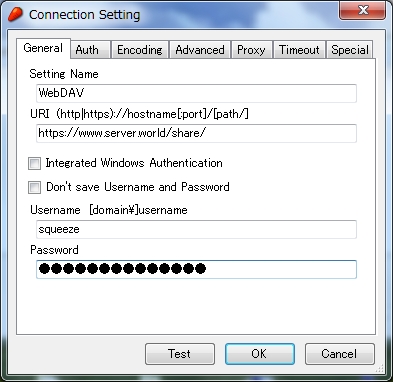 Connection Setting
General Auth Encoding Advanced Proxy Timeout Special
Setting Name
WebDAV
URI (http|https)://hostname[:port]/[path/]
https://www.server.world/share/
Integrated Windows Authentication
Don't save Username and Password
Username [domain¥]username
squeeze
Password
●●●●●●●●●●●●●●
Test OK Cancel